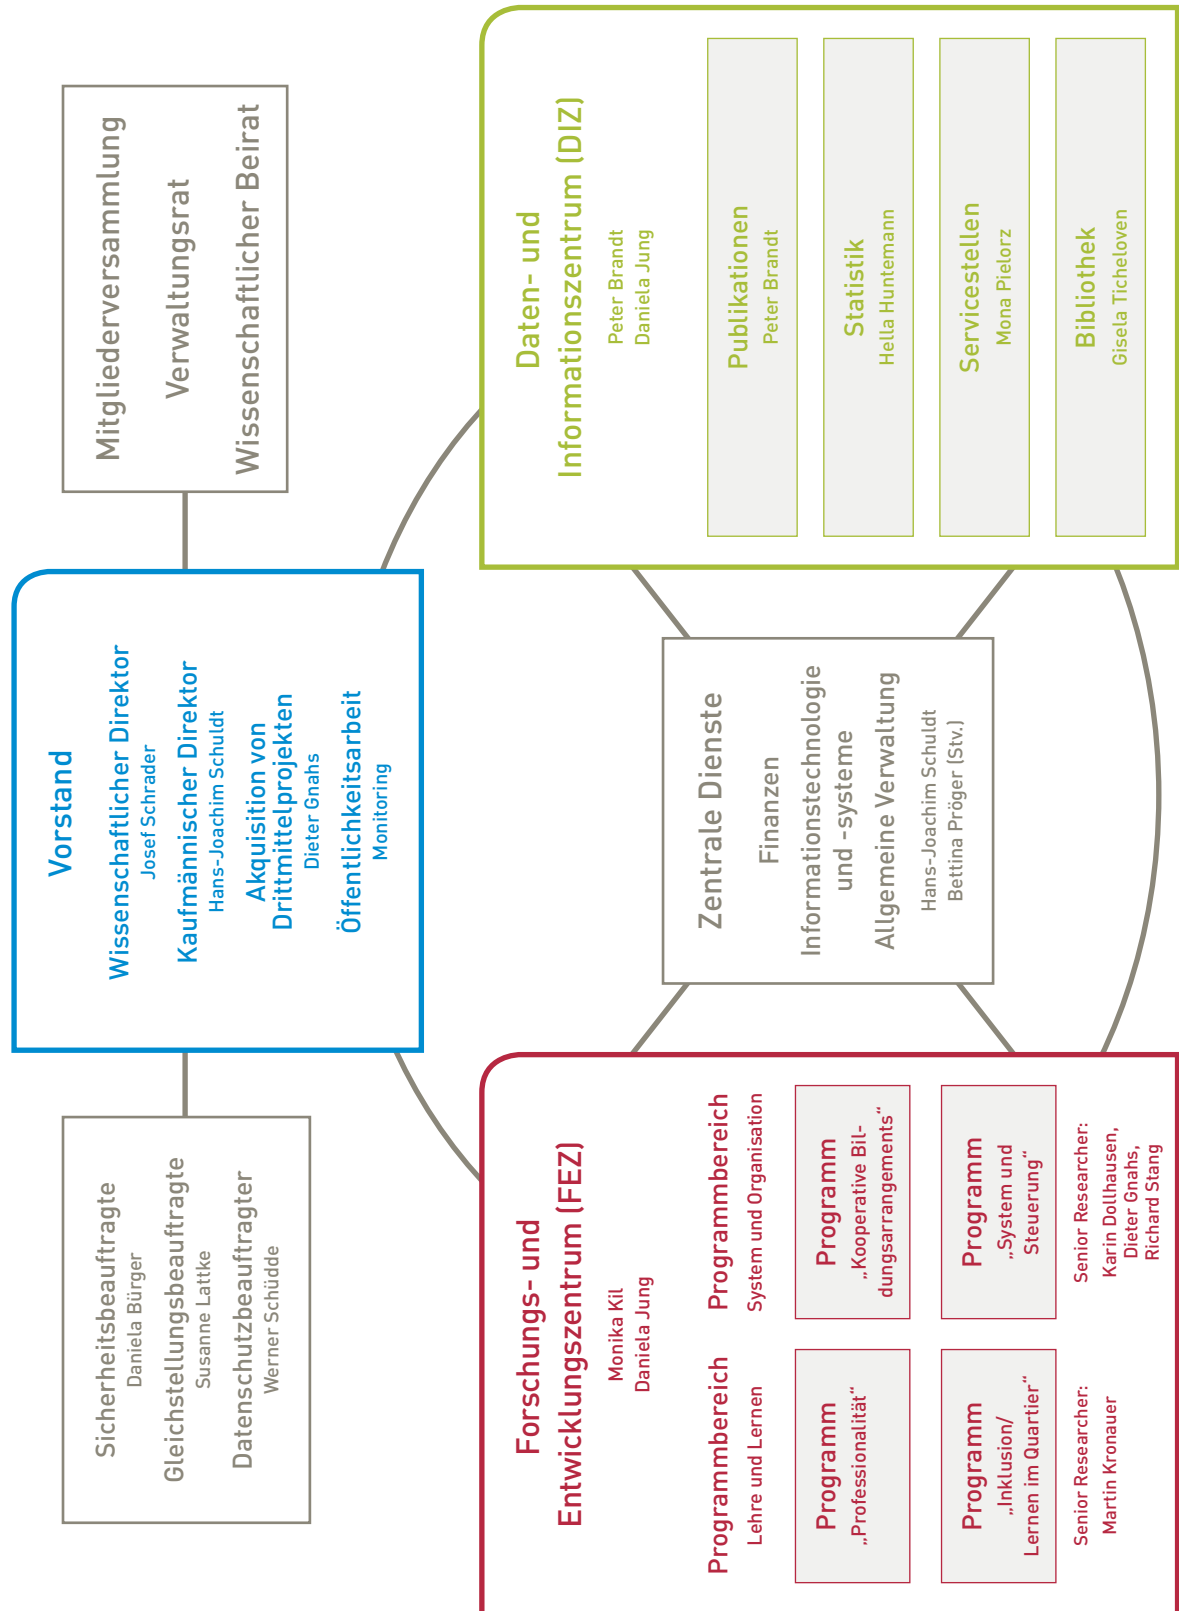 Sicherheitsbeauftragte
Daniela Bürger
Gleichstellungsbeauftragte
Susanne Lattke
Datenschutzbeauftragter
Werner Schüdde
Vorstand
Wissenschaftlicher Direktor
Josef Schrader
Kaufmännischer Direktor
Hans-Joachim Schuldt
Akquisition von
Drittmittelprojekten
Dieter Gnahs
Öffentlichkeitsarbeit
Monitoring
Mitgliederversammlung
Verwaltungsrat
Wissenschaftlicher Beirat
Forschungs- und
Entwicklungszentrum (FEZ)
Monika Kil
Daniela Jung
Programmbereich
Lehre und Lernen
Programm
„Professionalität“
Programm
„Inklusion/
Lernen im Quartier“
Senior Researcher:
Martin Kronauer
Programmbereich
System und Organisation
Programm
„Kooperative Bil-
dungsarrangements“
Programm
„System und
Steuerung“
Senior Researcher:
Karin Dollhausen,
Dieter Gnahs,
Richard Stang
Zentrale Dienste
Finanzen
Informationstechnologie
und -systeme
Allgemeine Verwaltung
Hans-Joachim Schuldt
Bettina Pröger (Stv.)
Daten- und
Informationszentrum (DIZ)
Peter Brandt
Daniela Jung
Publikationen
Peter Brandt
Statistik
Hella Huntemann
Servicestellen
Mona Pielorz
Bibliothek
Gisela Ticheloven